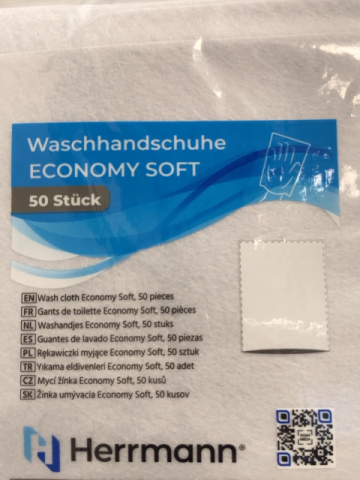 Waschhandschuhe
ECONOMY SOFT
50 Stück
EN Wash cloth Economy Soft, 50 pieces
FR Gants de toilette Economy Soft, 50 pièces
NL Washandjes Economy Soft, 50 stuks
ES Guantes de lavado Economy Soft, 50 piezas
PL Rękawiczki myjące Economy Soft, 50 sztuk
TR Yıkama eldivenleri Economy Soft, 50 adet
CZ Mycí žínka Economy Soft, 50 kusů
SK Žinka umývacia Economy Soft, 50 kusov
Herrmann®